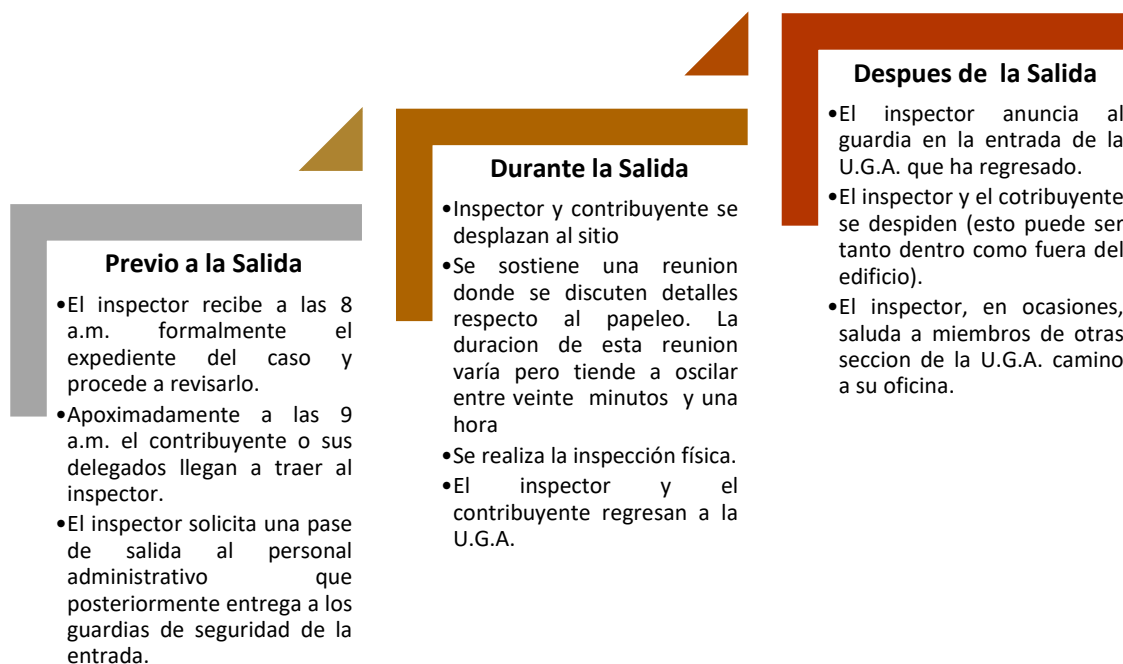 Previo a la Salida
•El inspector recibe a las 8
a.m. formalmente el
expediente del caso y
procede a revisarlo.
•Apoximadamente a las 9
a.m. el contribuyente o sus
delegados llegan a traer al
inspector.
•El inspector solicita una pase
de salida al personal
administrativo que
posteriormente entrega a los
guardias de seguridad de la
entrada.
Durante la Salida
•Inspector y contribuyente se
desplazan al sitio
•Se sostiene una reunion
donde se discuten detalles
respecto al papeleo. La
duracion de esta reunion
varía pero tiende a oscilar
entre veinte minutos y una
hora
•Se realiza la inspección física.
•El inspector y el
contribuyente regresan a la
U.G.A.
Despues de la Salida
•El inspector anuncia al
guardia en la entrada de la
U.G.A. que ha regresado.
•El inspector y el cotribuyente
se despiden (esto puede ser
tanto dentro como fuera del
edificio).
•El inspector, en ocasiones,
saluda a miembros de otras
seccion de la U.G.A. camino
a su oficina.